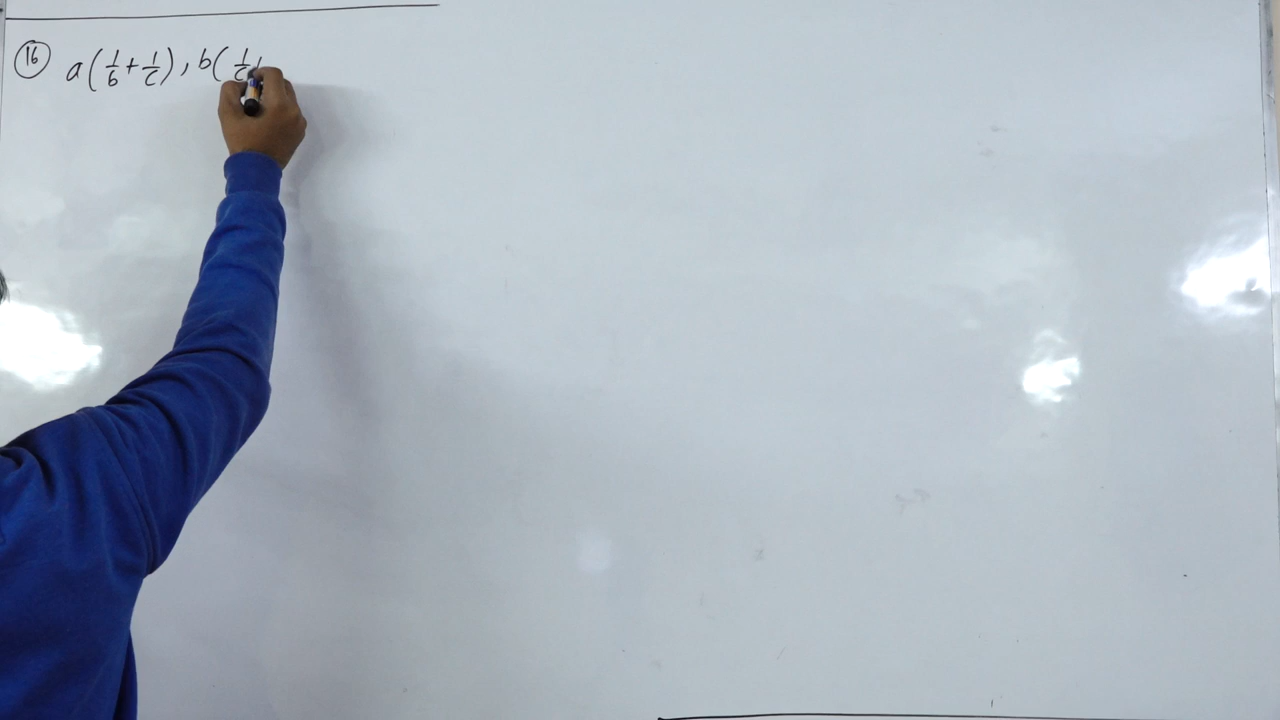 (16) a(1/b + 1/c), b(1/c